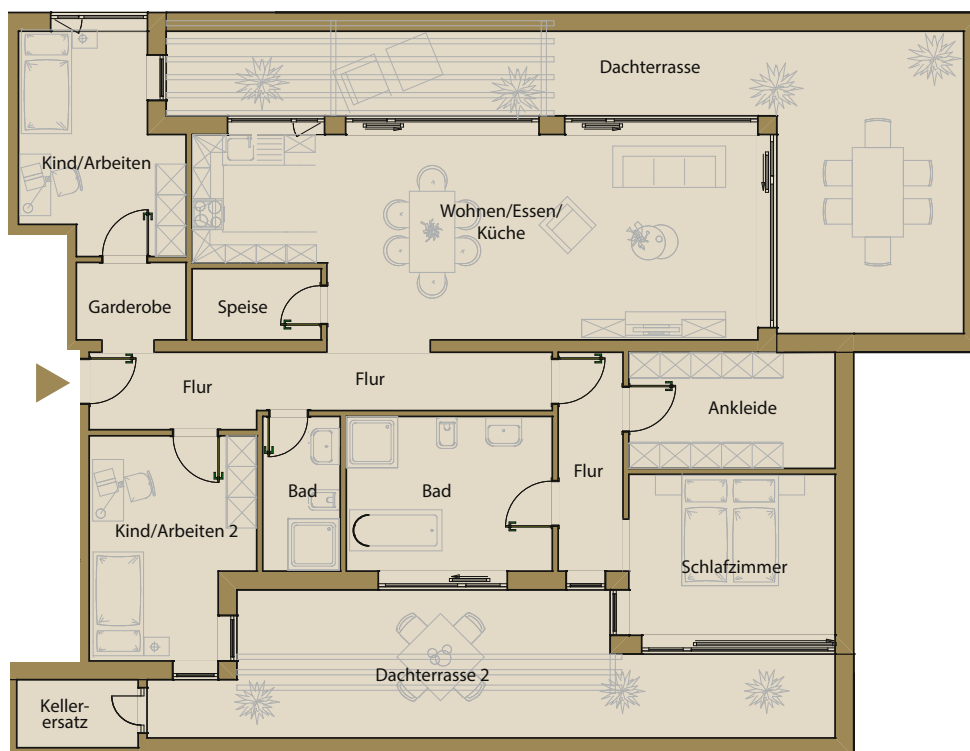 Dachterrasse
Kind/Arbeiten
Wohnen/Essen/
Küche
Garderobe
Speise
Flur
Flur
Ankleide
Flur
Bad
Bad
Kind/Arbeiten 2
Schlafzimmer
Dachterrasse 2
Keller-
ersatz